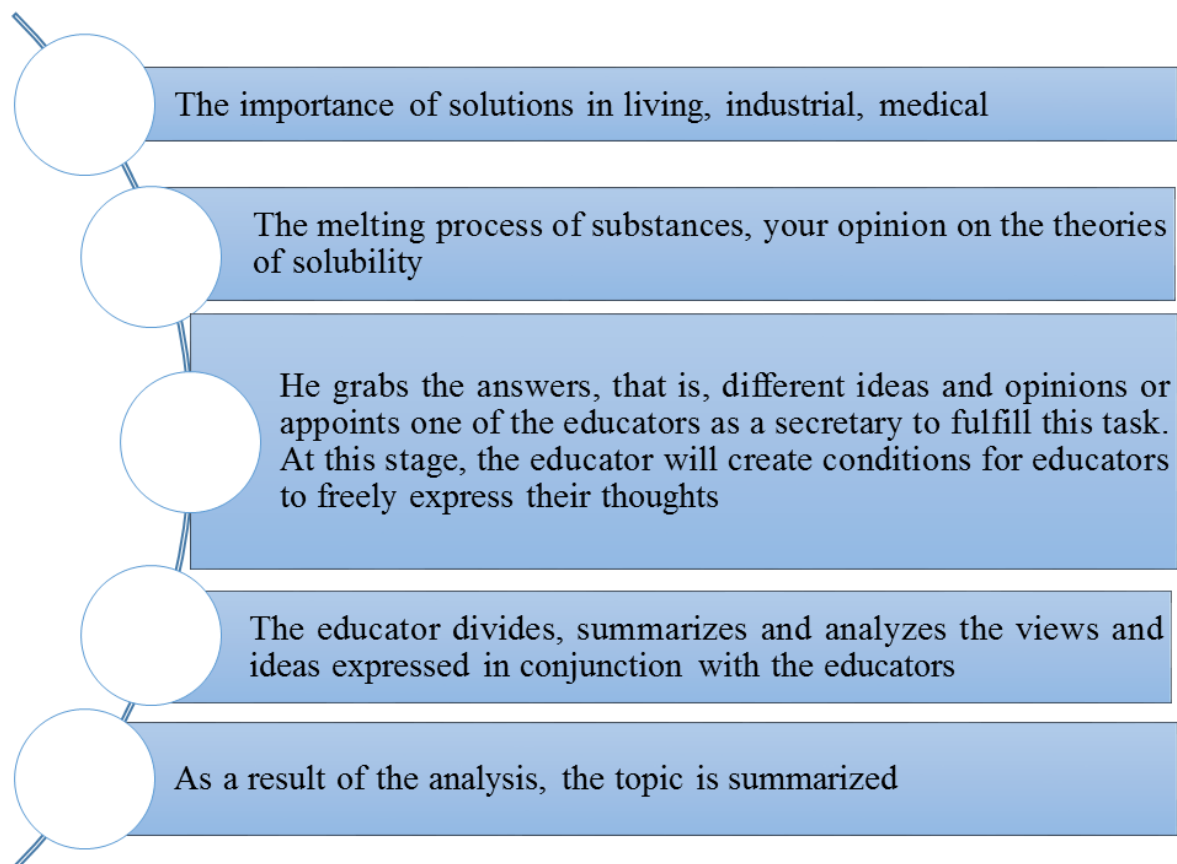 The importance of solutions in living, industrial, medical
The melting process of substances, your opinion on the theories
of solubility
He grabs the answers, that is, different ideas and opinions or
appoints one of the educators as a secretary to fulfill this task.
At this stage, the educator will create conditions for educators
to freely express their thoughts
The educator divides, summarizes and analyzes the views and
ideas expressed in conjunction with the educators
As a result of the analysis, the topic is summarized